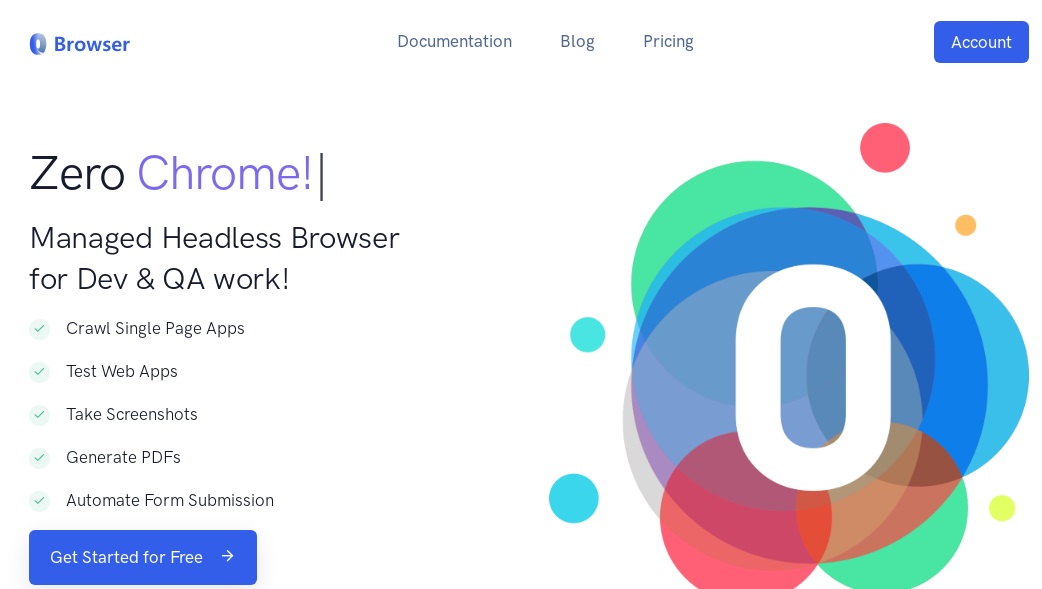 0 Browser
Documentation
Blog
Pricing
Account
Zero Chrome!|
Managed Headless Browser
for Dev & QA work!
Crawl Single Page Apps
Test Web Apps
Take Screenshots
Generate PDFs
Automate Form Submission
Get Started for Free →
0